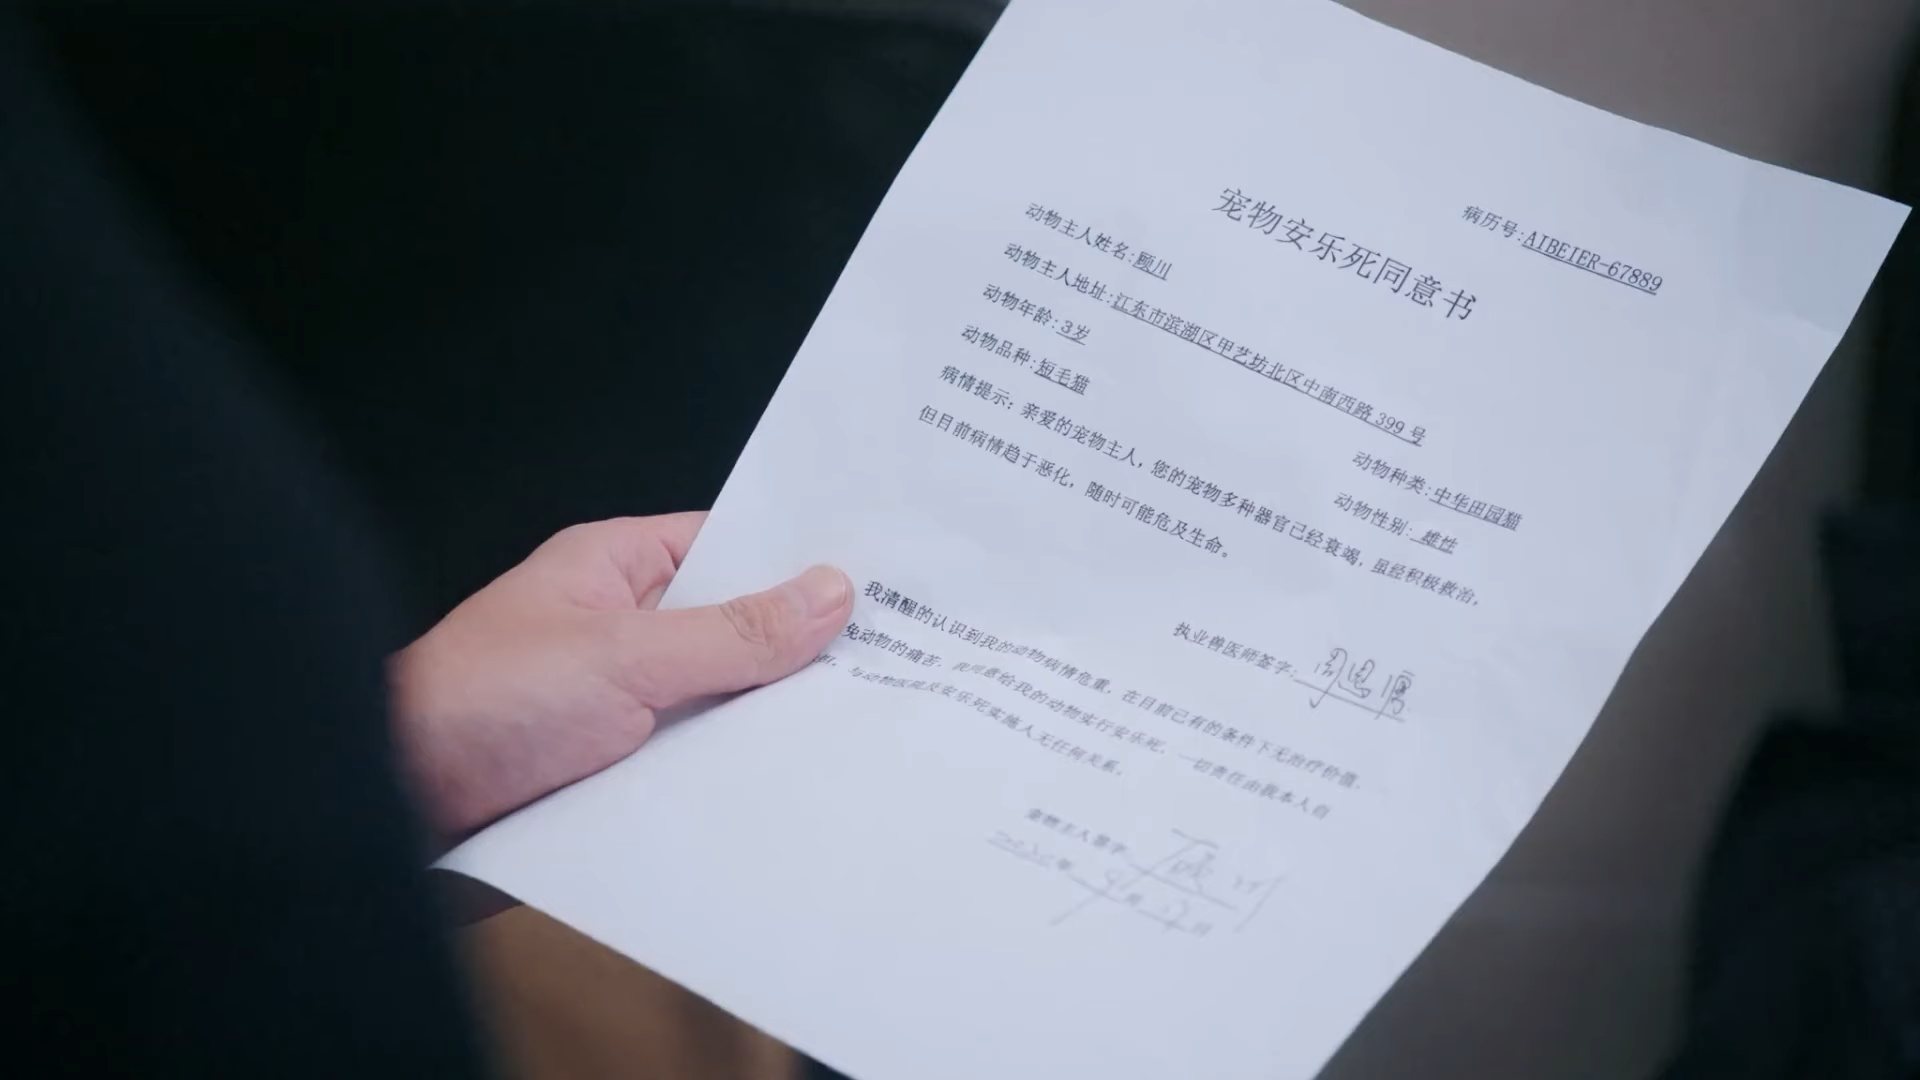 病历号:AIBEIER-67889
宠物安乐死同意书
动物主人姓名:顾川
动物主人地址:江东市滨湖区甲艺坊北区中南西路399号
动物年龄:3岁 动物种类:中华田园猫
动物品种:短毛猫 动物性别:雄性
病情提示：亲爱的宠物主人，您的宠物多种器官已经衰竭，虽经积极救治，
但目前病情趋于恶化，随时可能危及生命。
执业兽医师签字:
我清醒的认识到我的动物病情危重，在目前已有的条件下无治疗价值.
免动物的痛苦，我同意给我的动物实行安乐死，一切责任由我本人自
，与动物医院及安乐死实施人无任何关系。
宠物主人签字 顾川
年 月 日